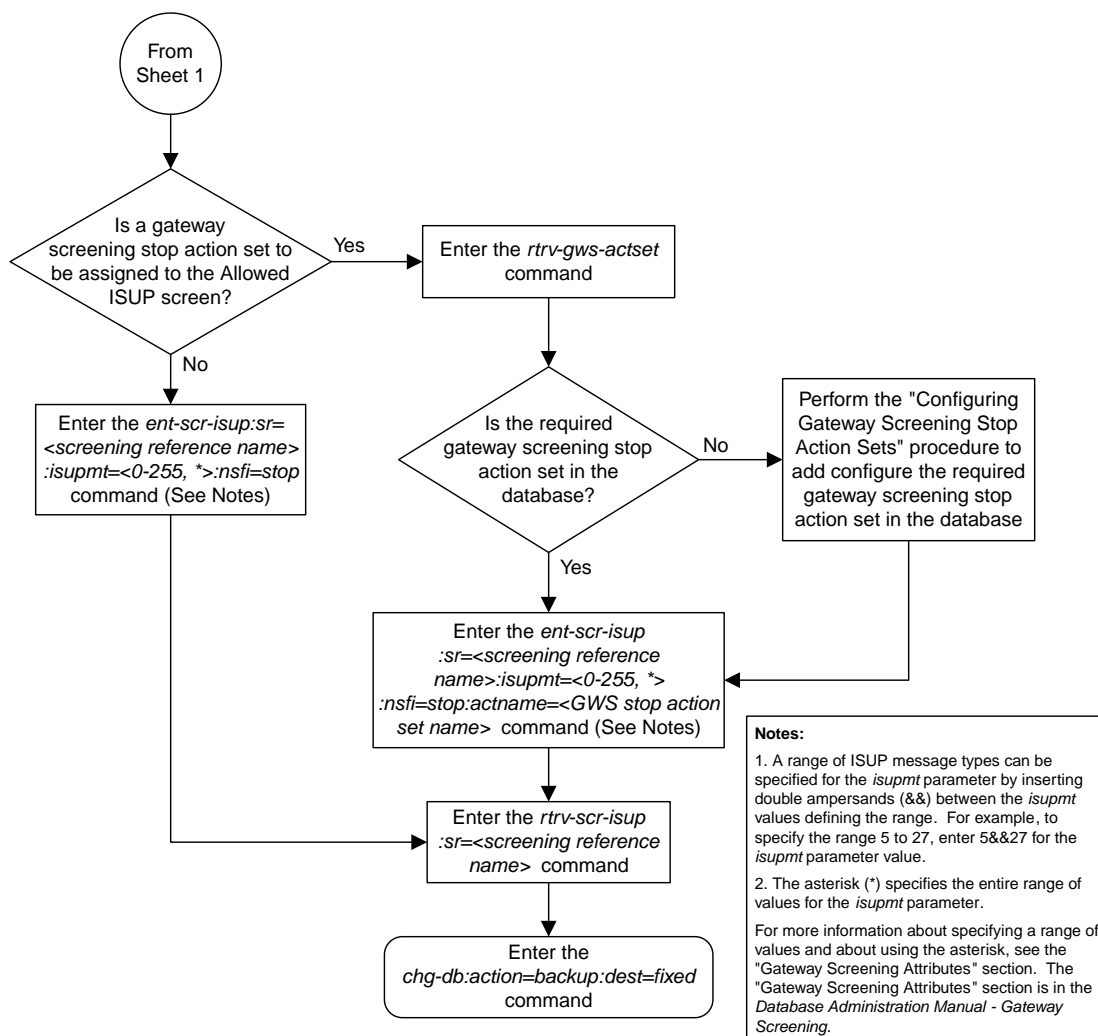 From
Sheet 1
Is a gateway
screening stop action set to
be assigned to the Allowed
ISUP screen?
Yes
Enter the rtrv-gws-actset
command
No
Enter the ent-scr-isup:sr=
<screening reference name>
:isupmt=<0-255, *>:nsfi=stop
command (See Notes)
Is the required
gateway screening stop
action set in the
database?
No
Perform the "Configuring
Gateway Screening Stop
Action Sets" procedure to
add configure the required
gateway screening stop
action set in the database
Yes
Enter the ent-scr-isup
:sr=<screening reference
name>:isupmt=<0-255, *>
:nsfi=stop:actname=<GWS stop action
set name> command (See Notes)
Enter the rtrv-scr-isup
:sr=<screening reference
name> command
Enter the
chg-db:action=backup:dest=fixed
command
Notes:
1. A range of ISUP message types can be
specified for the isupmt parameter by inserting
double ampersands (&&) between the isupmt
values defining the range. For example, to
specify the range 5 to 27, enter 5&&27 for the
isupmt parameter value.
2. The asterisk (*) specifies the entire range of
values for the isupmt parameter.
For more information about specifying a range of
values and about using the asterisk, see the
"Gateway Screening Attributes" section. The
"Gateway Screening Attributes" section is in the
Database Administration Manual - Gateway
Screening.